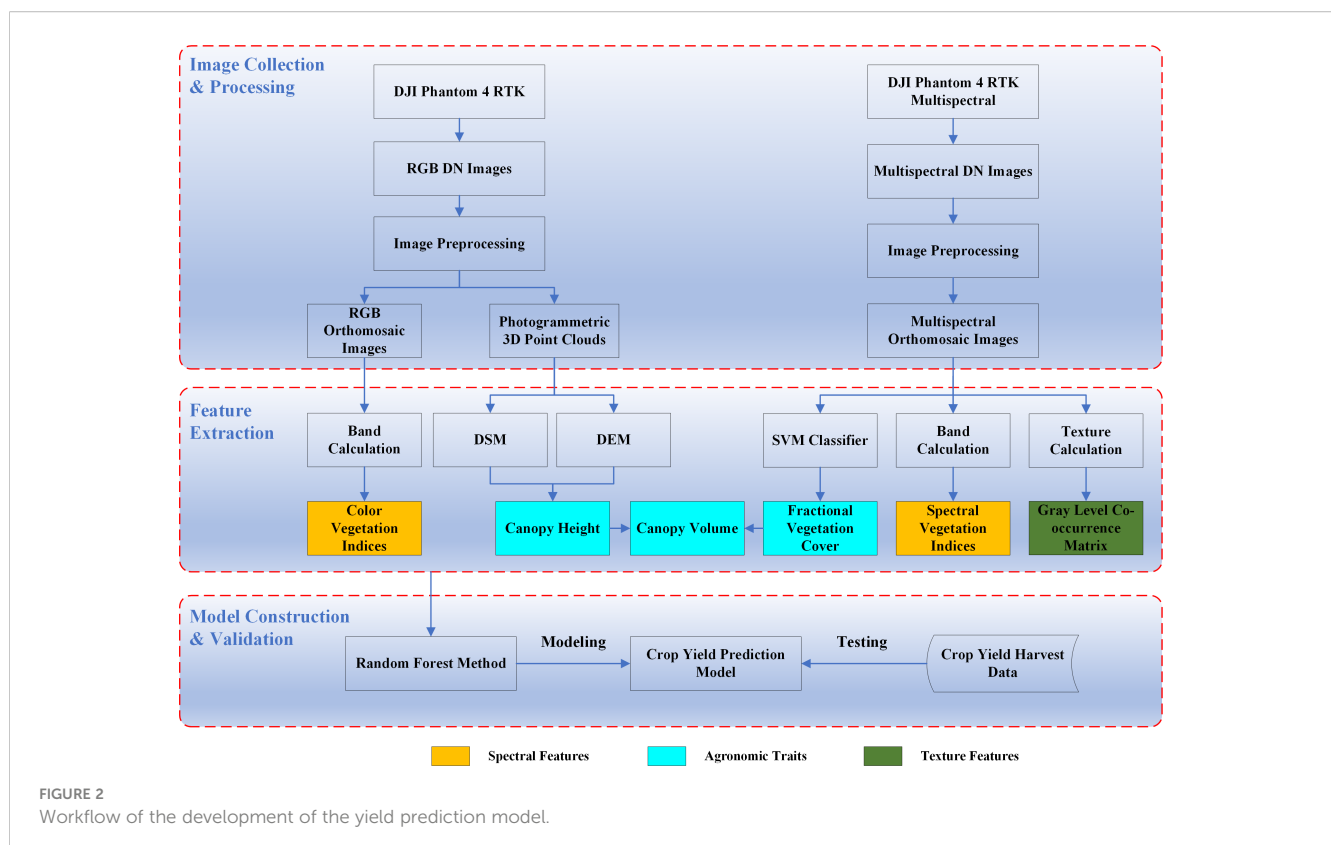 Image Collection
& Processing
DJI Phantom 4 RTK
DJI Phantom 4 RTK
Multispectral
RGB DN Images
Multispectral DN Images
Image Preprocessing
Image Preprocessing
RGB
Orthomosaic
Images
Photogrammetric
3D Point Clouds
Multispectral
Orthomosaic Images
Feature
Extraction
Band
Calculation
DSM
DEM
SVM Classifier
Band
Calculation
Texture
Calculation
Color
Vegetation
Indices
Canopy Height
Canopy Volume
Fractional
Vegetation
Cover
Spectral
Vegetation
Indices
Gray Level Co-
occurrence
Matrix
Model Construction
& Validation
Random Forest Method
Modeling
Crop Yield Prediction
Model
Testing
Crop Yield Harvest
Data
Spectral Features
Agronomic Traits
Texture Features
FIGURE 2
Workflow of the development of the yield prediction model.